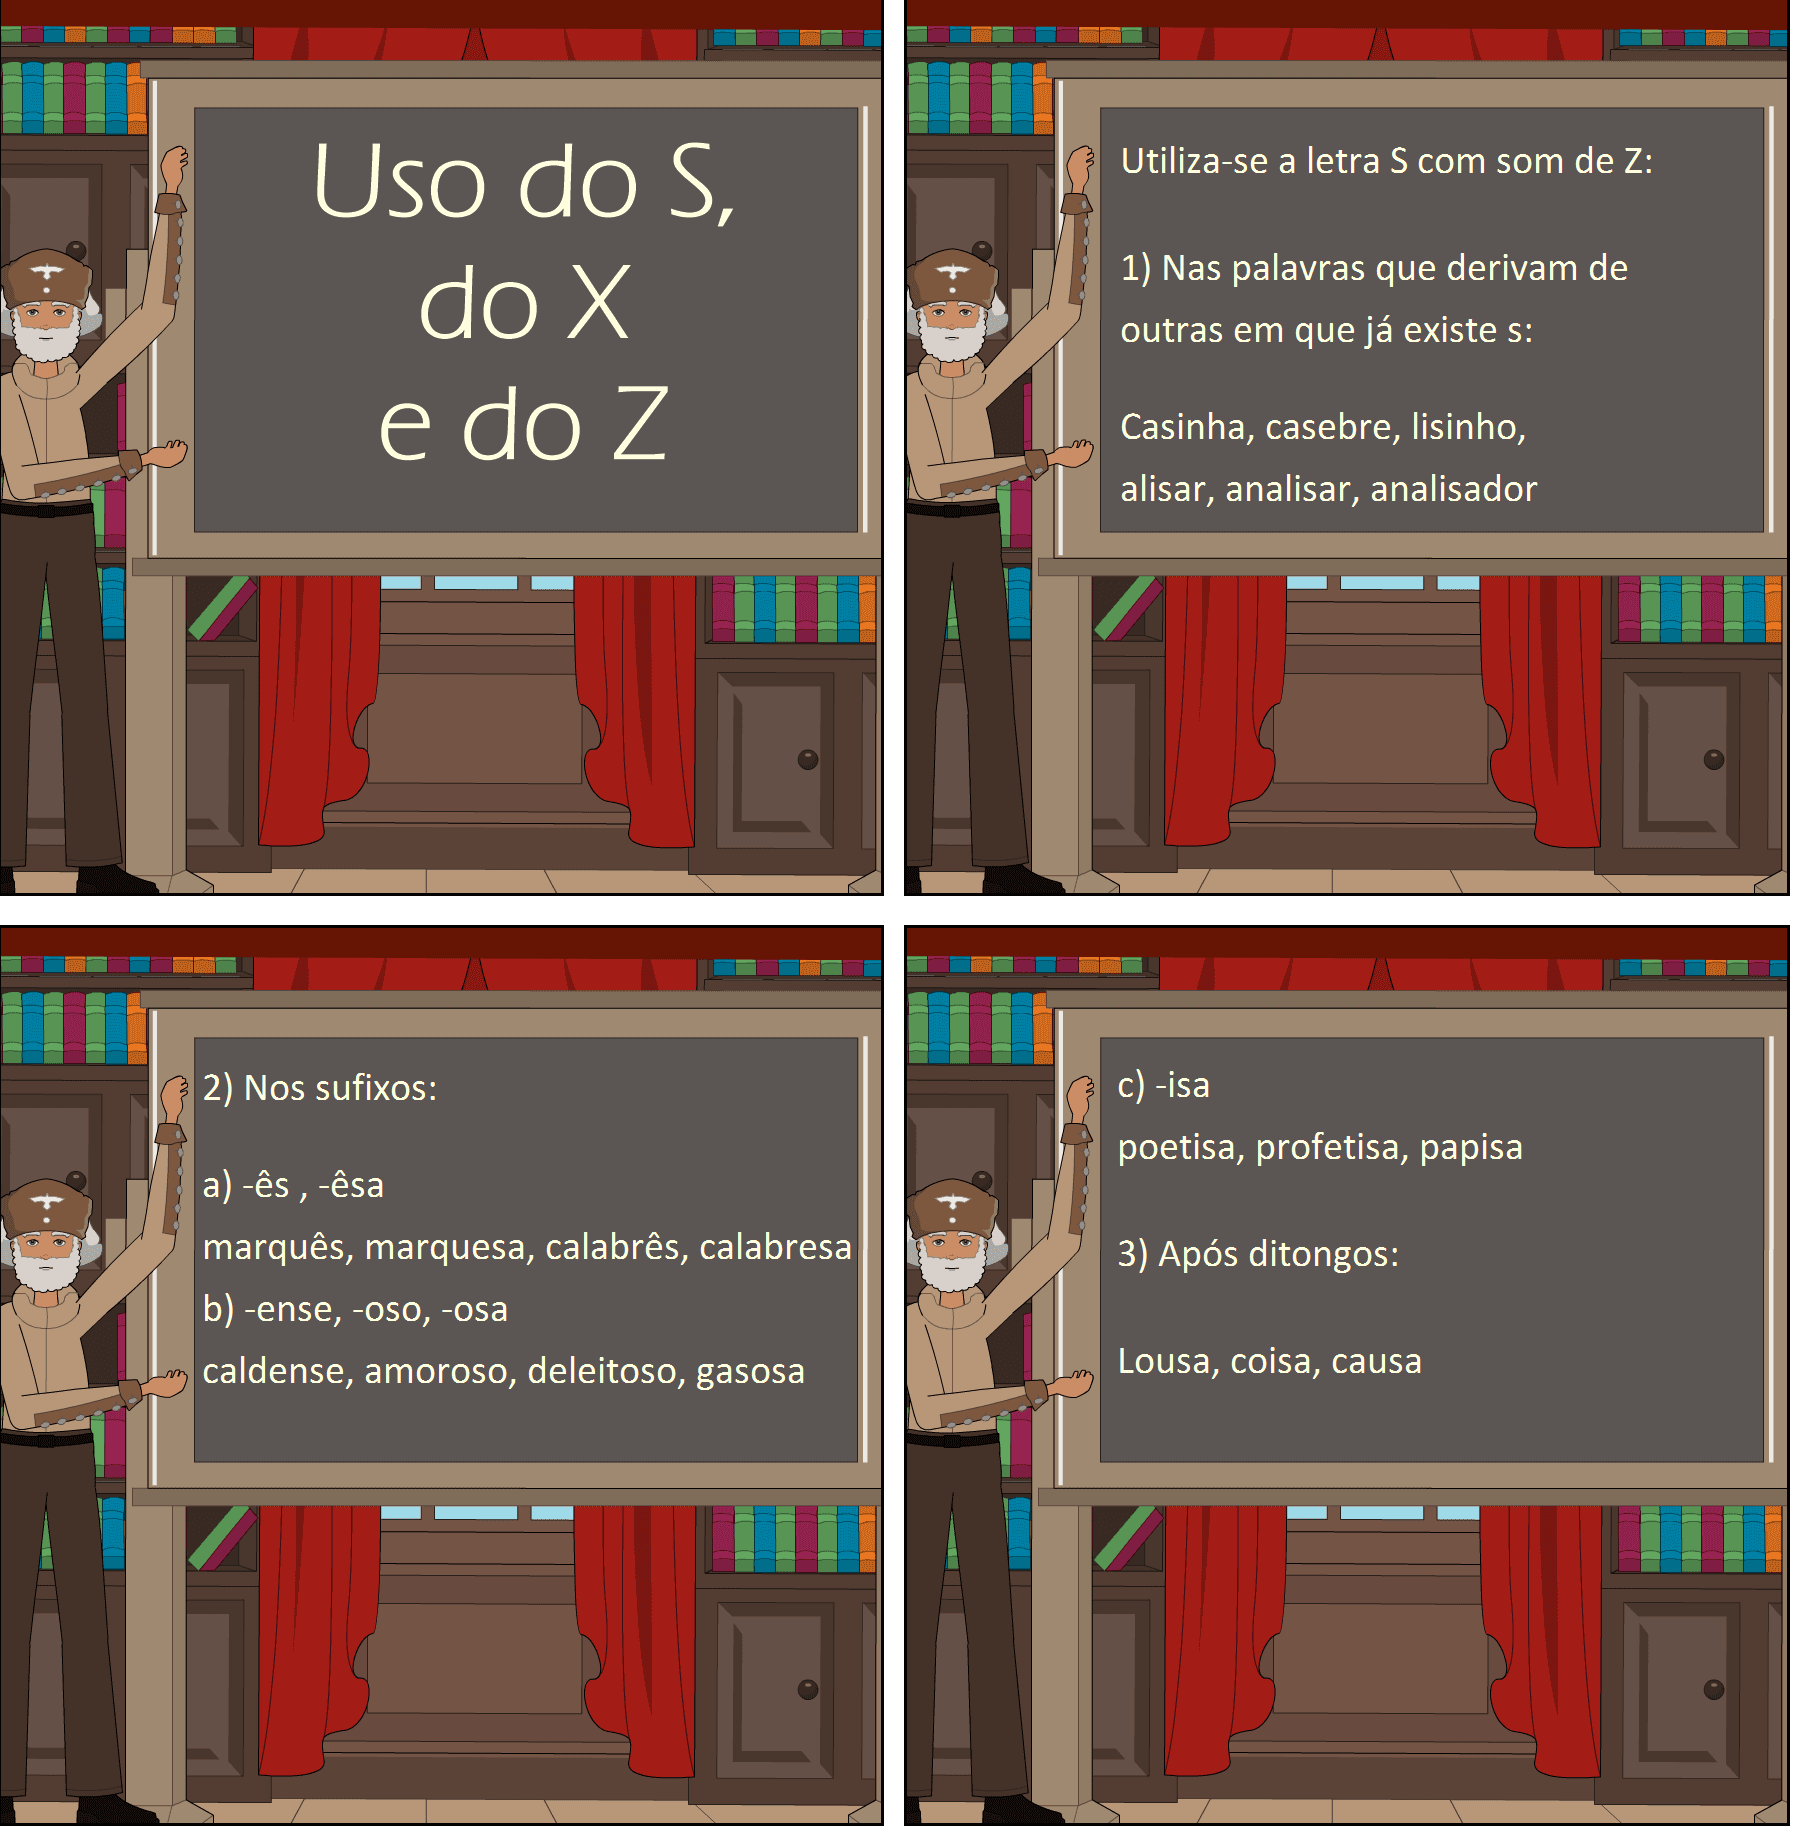 Uso do S,
do X
e do Z
Utiliza-se a letra S com som de Z:
1) Nas palavras que derivam de
outras em que já existe s:
Casinha, casebre, lisinho,
alisar, analisar, analisador
2) Nos sufixos:
a) -ês , -êsa
marquês, marquesa, calabrês, calabresa
b) -ense, -oso, -osa
caldense, amoroso, deleitoso, gasosa
c) -isa
poetisa, profetisa, papisa
3) Após ditongos:
Lousa, coisa, causa